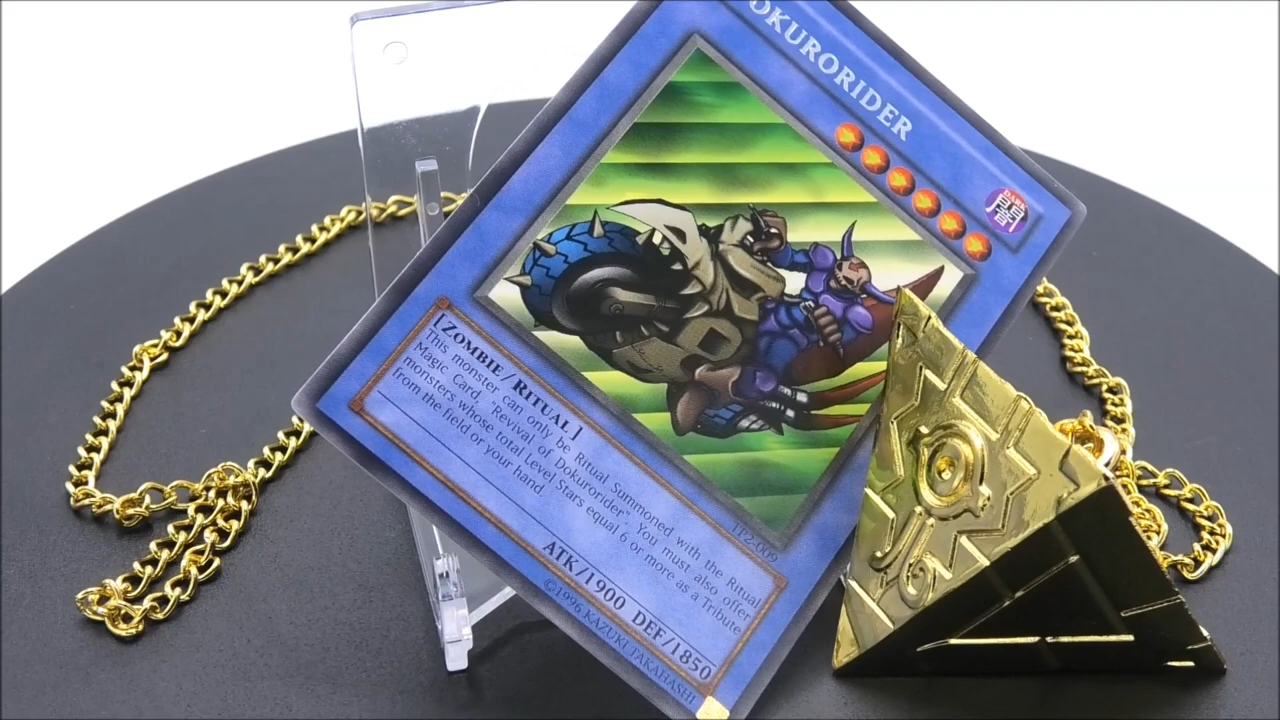 OKURORIDER
DARK
闇
TP2-009
[ZOMBIE/RITUAL]
This monster can only be Ritual Summoned with the Ritual
Magic Card, "Revival of Dokurorider". You must also offer
monsters whose total Level Stars equal 6 or more as a Tribute
from the field or your hand.
ATK/1900 DEF/1850
©1996 KAZUKI TAKAHASHI